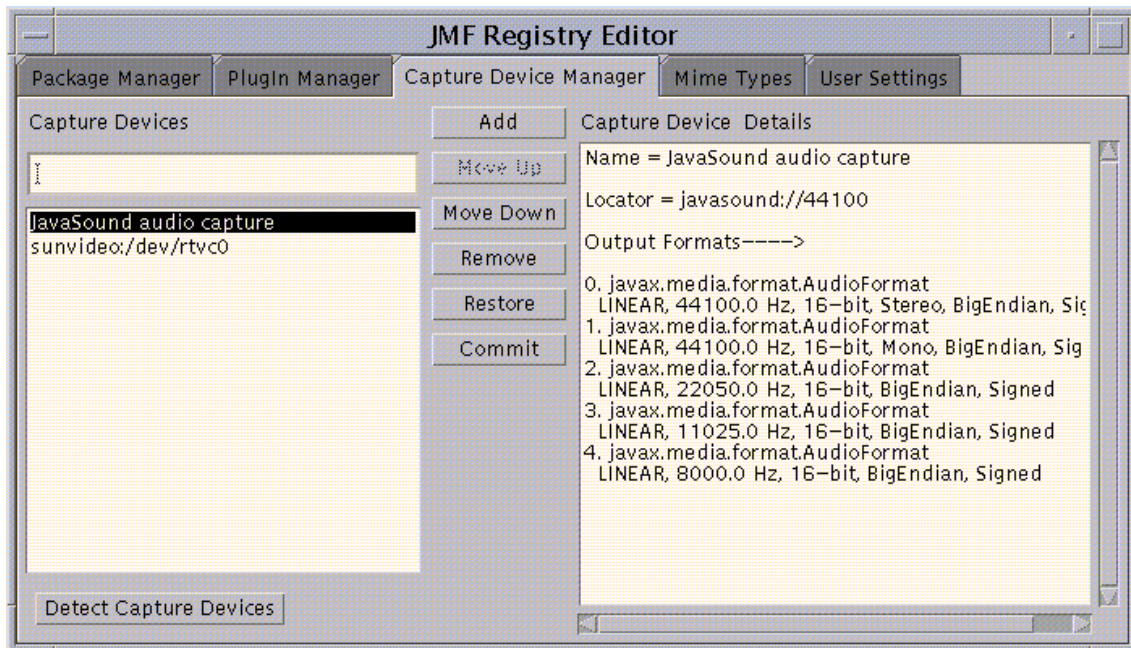 JMF Registry Editor
Package Manager
PlugIn Manager
Capture Device Manager
Mime Types
User Settings
Capture Devices
JavaSound audio capture
sunvideo:/dev/rtvc0
Detect Capture Devices
Add
Move Up
Move Down
Remove
Restore
Commit
Capture Device Details
Name = JavaSound audio capture
Locator = javasound://44100
Output Formats---->
0. javax.media.format.AudioFormat
LINEAR, 44100.0 Hz, 16-bit, Stereo, BigEndian, Sig
1. javax.media.format.AudioFormat
LINEAR, 44100.0 Hz, 16-bit, Mono, BigEndian, Sig
2. javax.media.format.AudioFormat
LINEAR, 22050.0 Hz, 16-bit, BigEndian, Signed
3. javax.media.format.AudioFormat
LINEAR, 11025.0 Hz, 16-bit, BigEndian, Signed
4. javax.media.format.AudioFormat
LINEAR, 8000.0 Hz, 16-bit, BigEndian, Signed